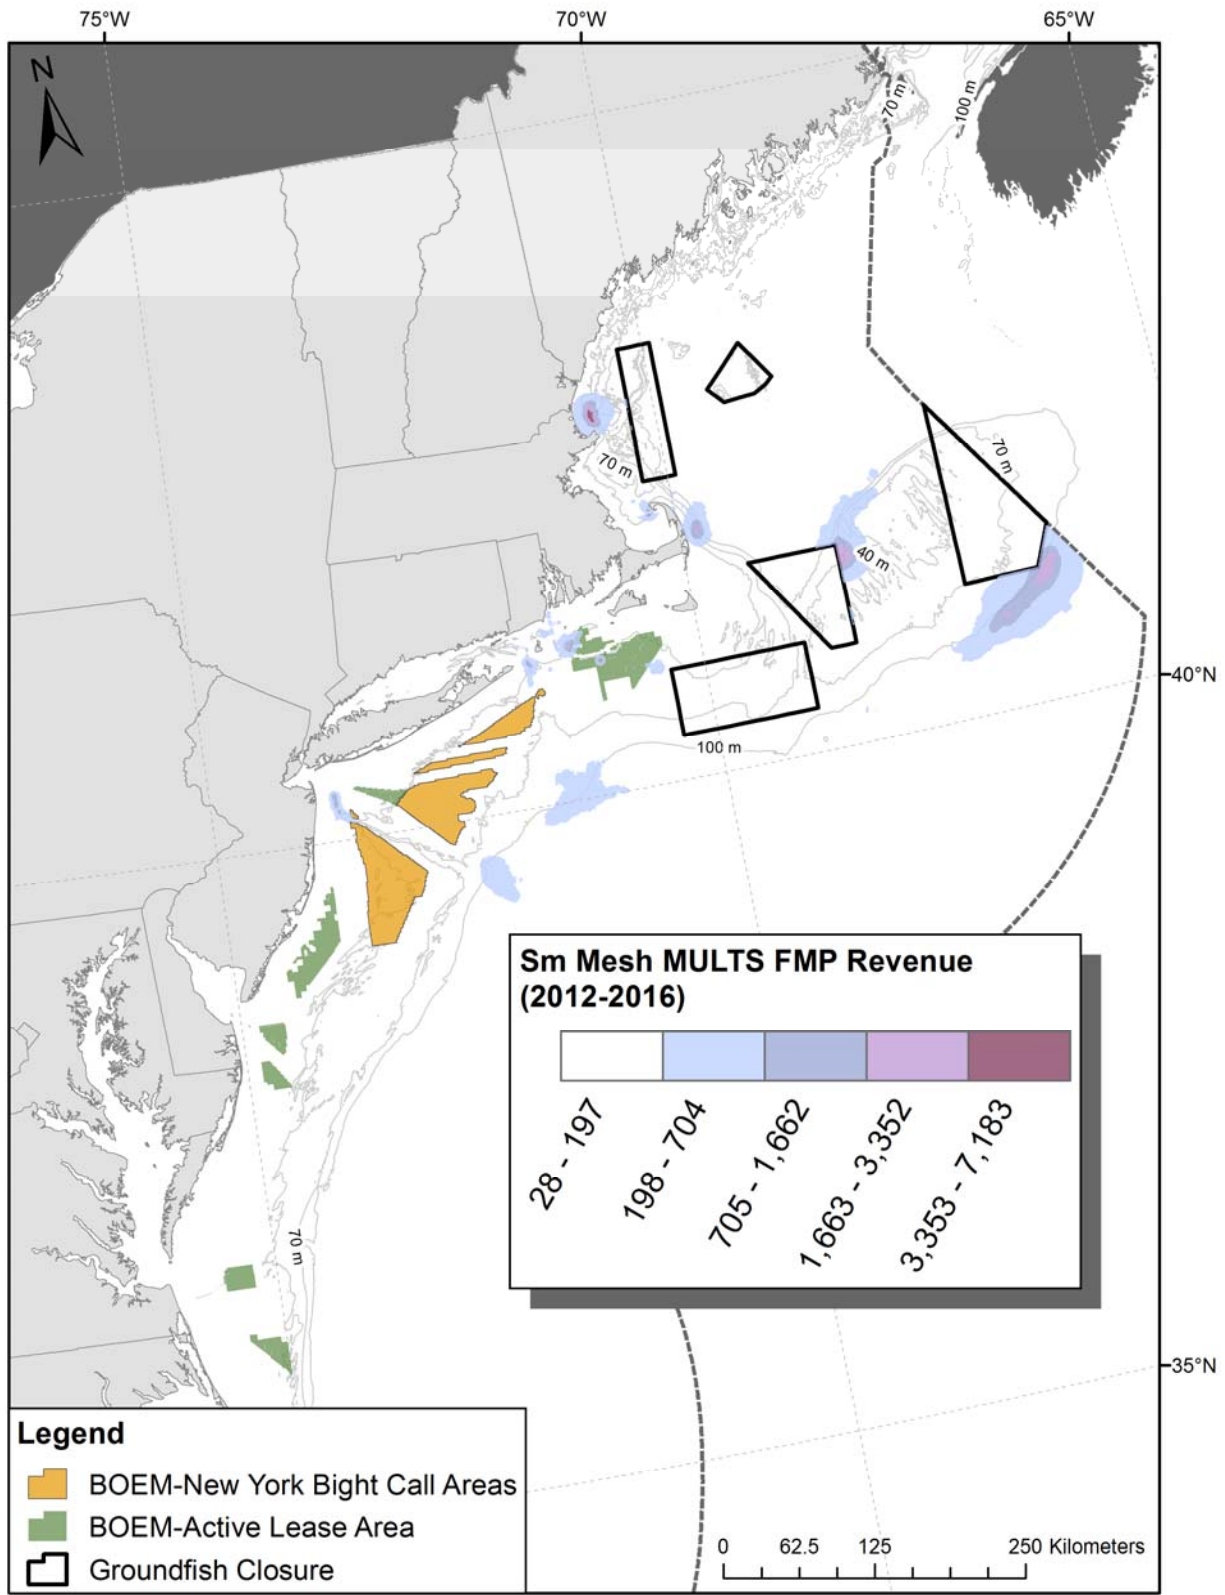 75°W 70°W 65°W
N
70 m
100 m
70 m
70 m
40 m
40°N
100 m
Sm Mesh MULTS FMP Revenue
(2012-2016)
28 - 197
198 - 704
705 - 1,662
1,663 - 3,352
3,353 - 7,183
70 m
35°N
Legend
BOEM-New York Bight Call Areas
BOEM-Active Lease Area
Groundfish Closure
0 62.5 125 250 Kilometers